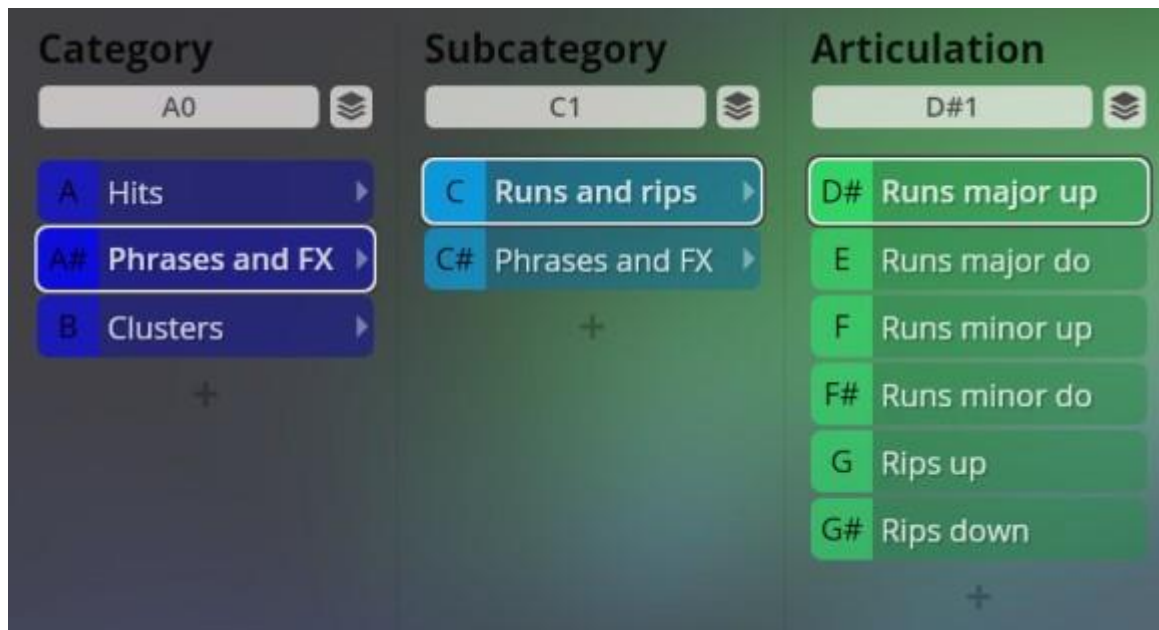 Category
A0
A Hits
A# Phrases and FX
B Clusters
Subcategory
C1
C Runs and rips
C# Phrases and FX
Articulation
D#1
D# Runs major up
E Runs major do
F Runs minor up
F# Runs minor do
G Rips up
G# Rips down